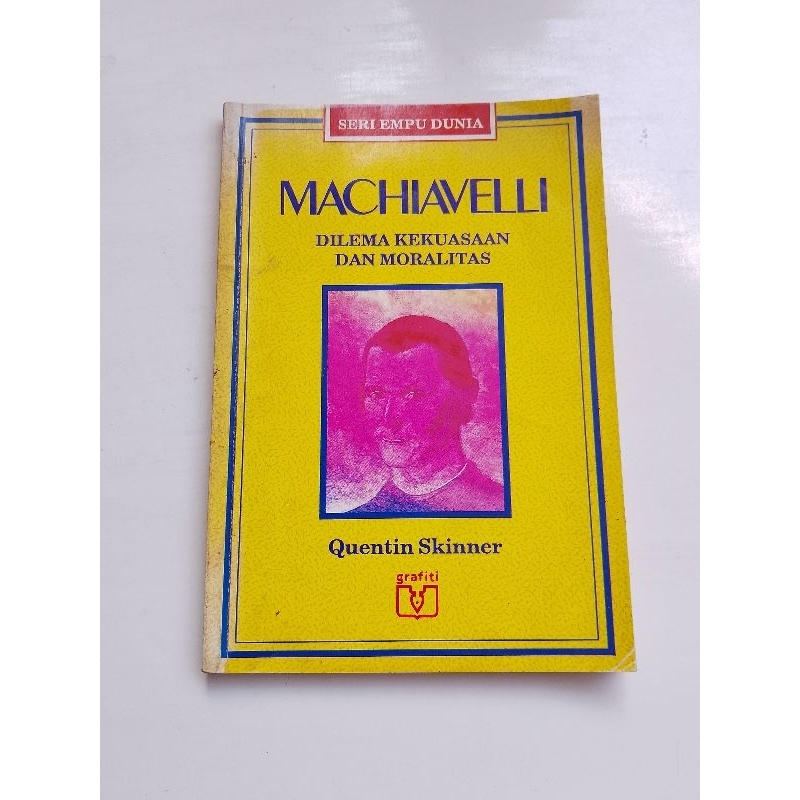 SERI EMPU DUNIA
MACHIAVELLI
DILEMA KEKUASAAN
DAN MORALITAS
Quentin Skinner
grafiti